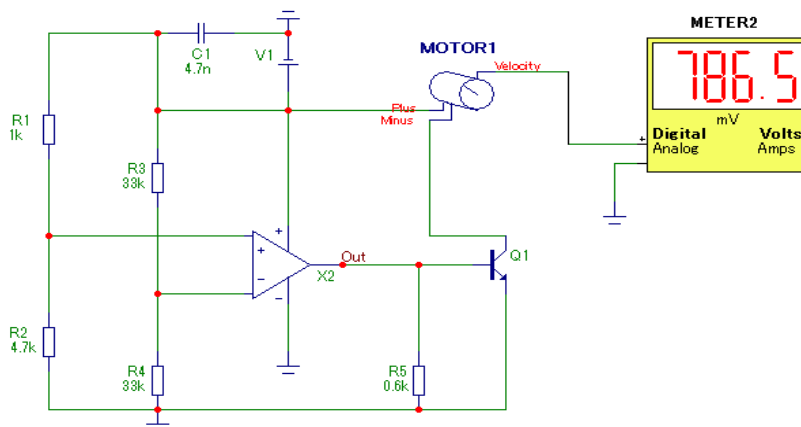 METER2
786.5
mV
Digital Volts
Analog Amps
MOTOR1
Velocity
Plus
Minus
C1
4.7n
V1
R1
1k
R3
33k
X2
Out
Q1
R2
4.7k
R4
33k
R5
0.6k